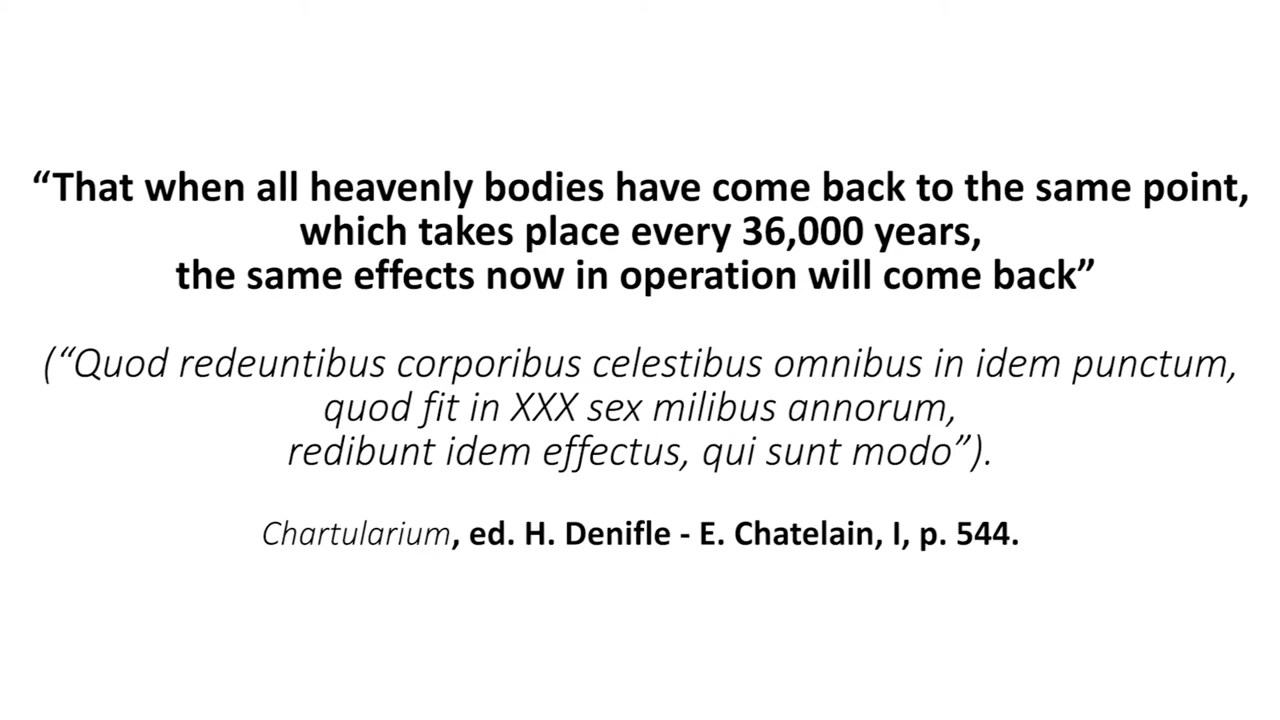 “That when all heavenly bodies have come back to the same point,
which takes place every 36,000 years,
the same effects now in operation will come back”
(“Quod redeuntibus corporibus celestibus omnibus in idem punctum,
quod fit in XXX sex milibus annorum,
redibunt idem effectus, qui sunt modo”).
Chartularium, ed. H. Denifle - E. Chatelain, I, p. 544.